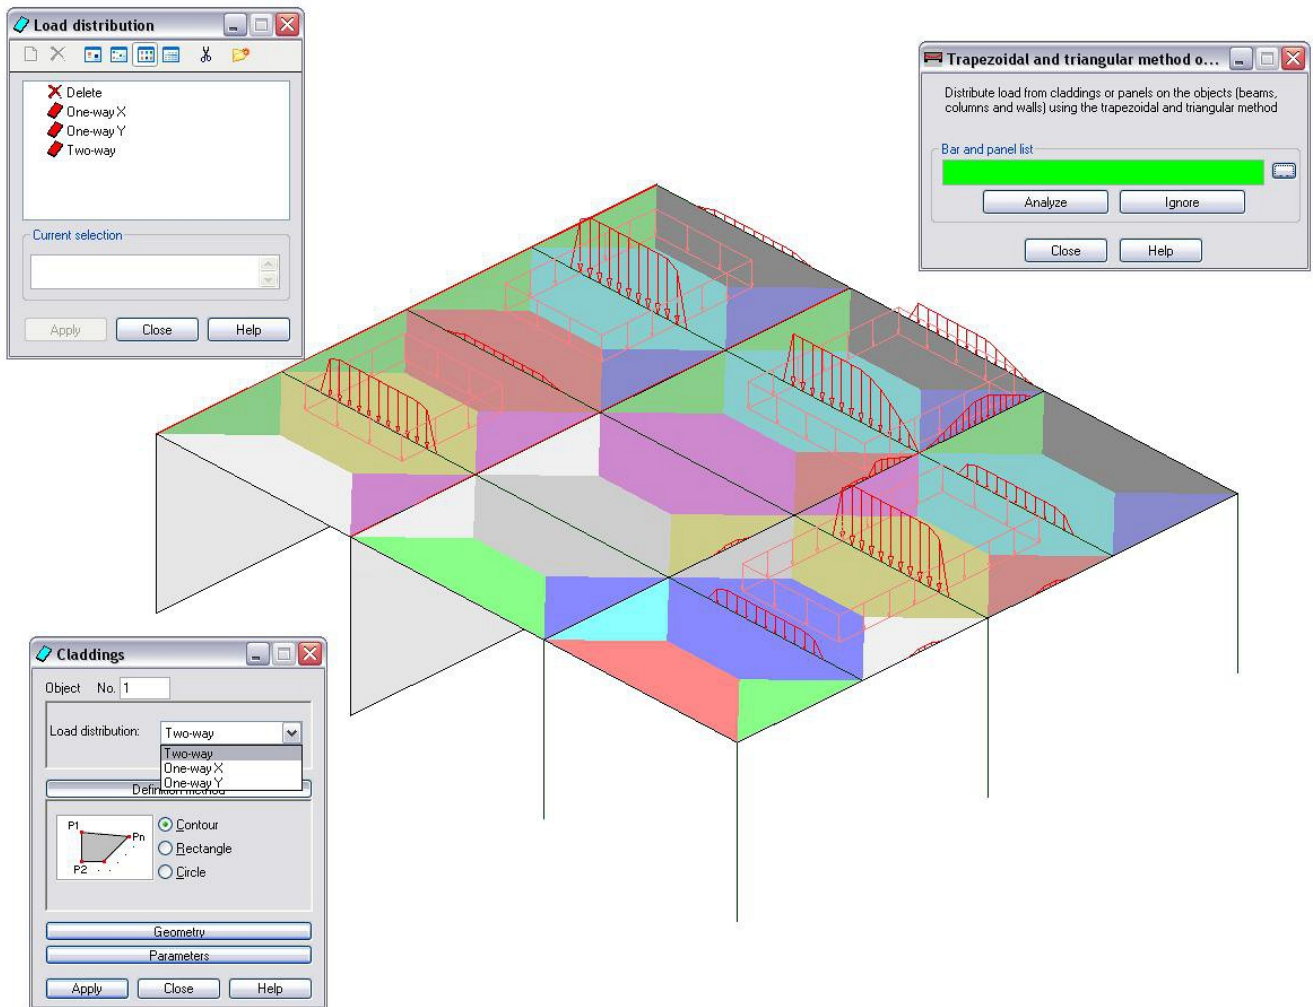 Load distribution
Delete
One-way X
One-way Y
Two-way
Current selection
Apply
Close
Help
Trapezoidal and triangular method o...
Distribute load from claddings or panels on the objects (beams,
columns and walls) using the trapezoidal and triangular method
Bar and panel list
...
Analyze
Ignore
Close
Help
Claddings
Object No. 1
Load distribution: Two-way
Two-way
One-way X
One-way Y
Definition method
P1
Pn
P2
Contour
Rectangle
Circle
Geometry
Parameters
Apply
Close
Help